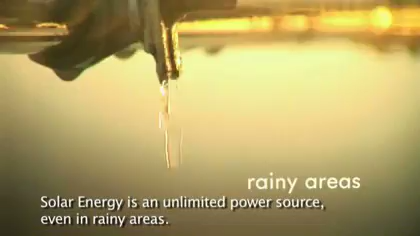 rainy areas
Solar Energy is an unlimited power source,
even in rainy areas.